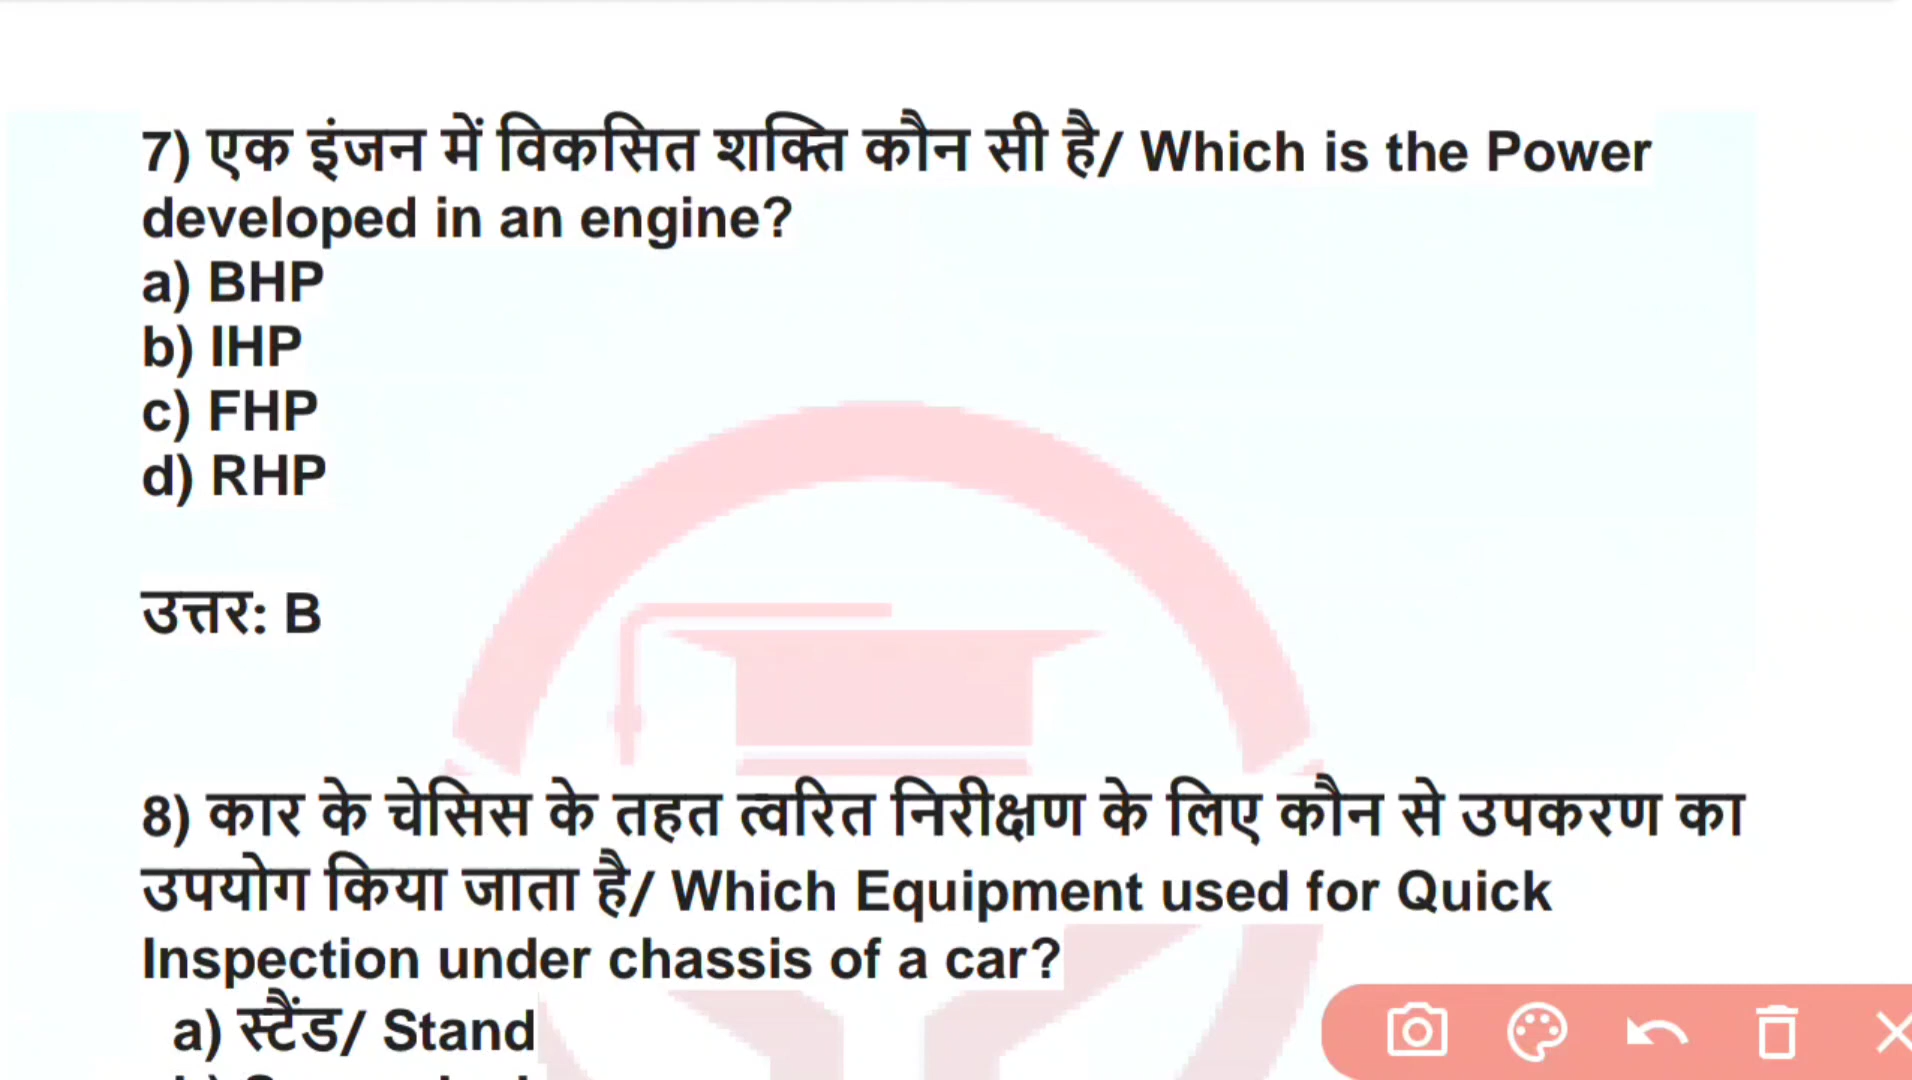 7) एक इंजन में विकसित शक्ति कौन सी है/ Which is the Power
developed in an engine?
a) BHP
b) IHP
c) FHP
d) RHP
उत्तर: B
8) कार के चेसिस के तहत त्वरित निरीक्षण के लिए कौन से उपकरण का
उपयोग किया जाता है/ Which Equipment used for Quick
Inspection under chassis of a car?
a) स्टैंड/ Stand